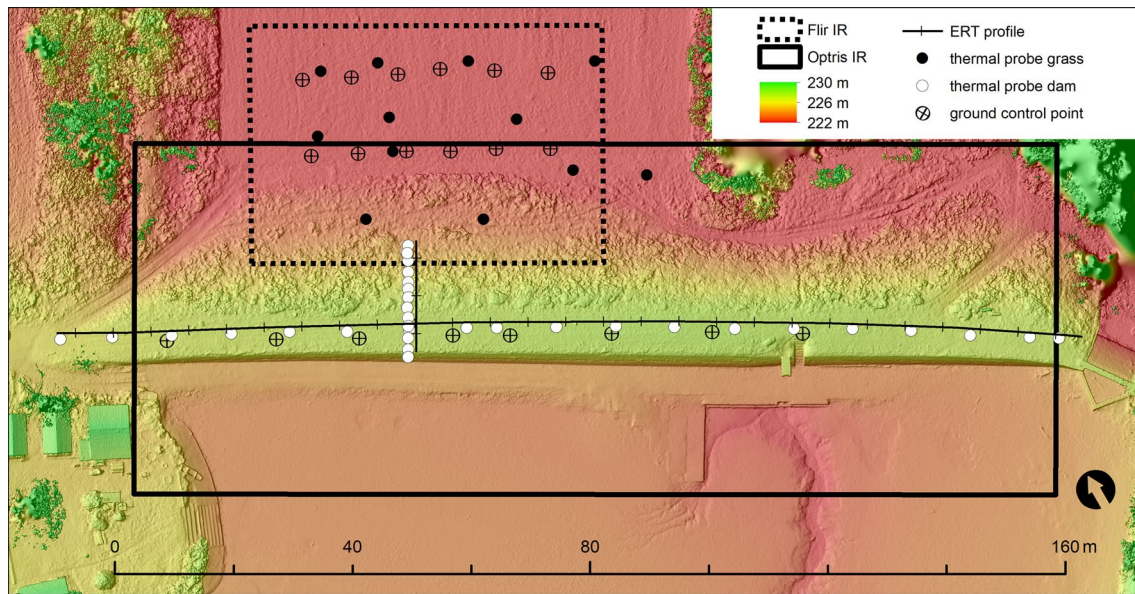 Flir IR
Optris IR
230 m
226 m
222 m
ERT profile
thermal probe grass
thermal probe dam
ground control point
0 40 80 160 m